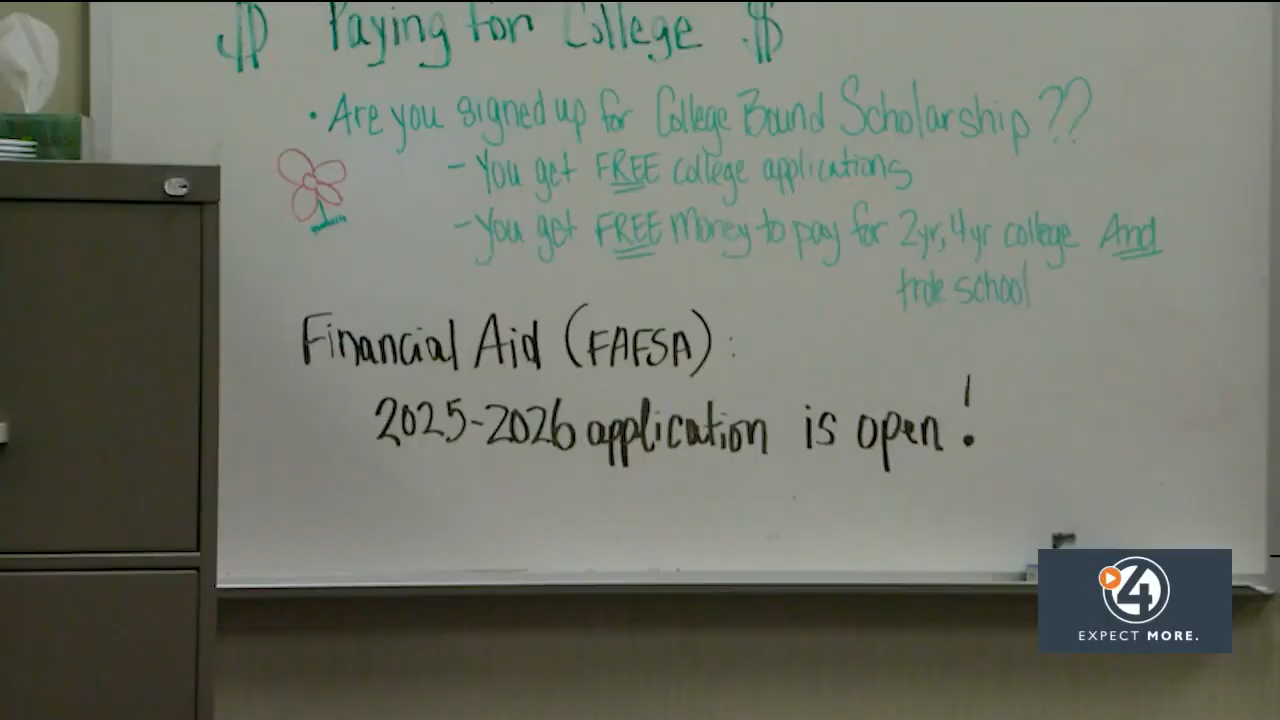 $ Paying for College $
• Are you signed up for College Bound Scholarship??
- You get FREE college applications
- You get FREE Money to pay for 2yr, 4yr college And
trde school
Financial Aid (FAFSA):
2025-2026 application is open!
4
EXPECT MORE.